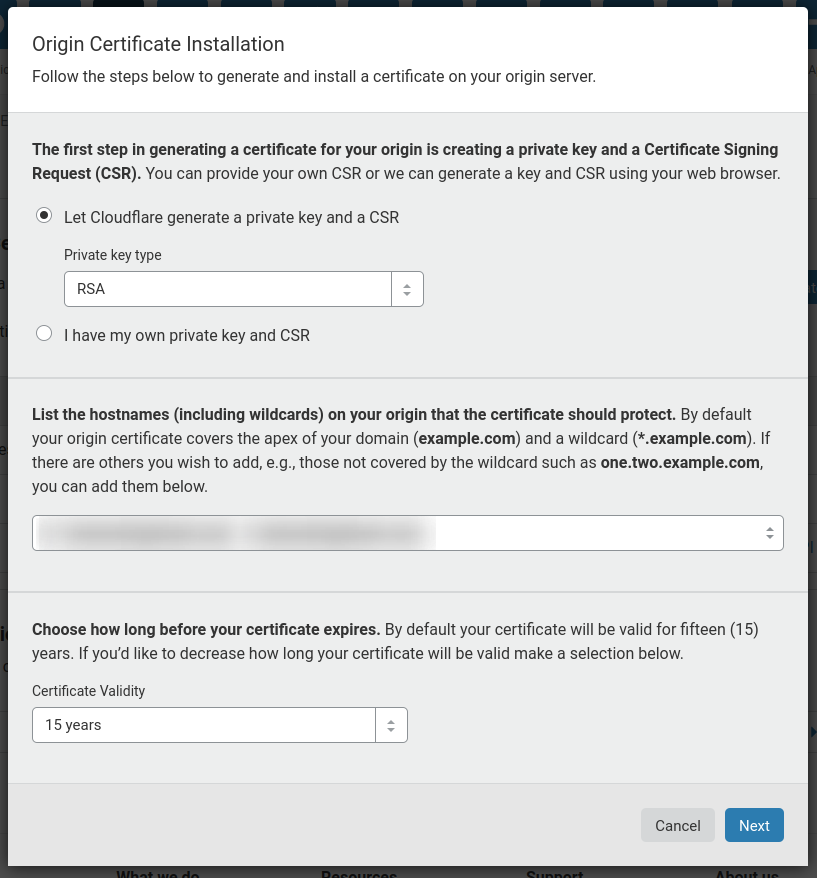 Origin Certificate Installation
Follow the steps below to generate and install a certificate on your origin server.
The first step in generating a certificate for your origin is creating a private key and a Certificate Signing
Request (CSR). You can provide your own CSR or we can generate a key and CSR using your web browser.
Let Cloudflare generate a private key and a CSR
Private key type
RSA
I have my own private key and CSR
List the hostnames (including wildcards) on your origin that the certificate should protect. By default
your origin certificate covers the apex of your domain (example.com) and a wildcard (*.example.com). If
there are others you wish to add, e.g., those not covered by the wildcard such as one.two.example.com,
you can add them below.
Choose how long before your certificate expires. By default your certificate will be valid for fifteen (15)
years. If you’d like to decrease how long your certificate will be valid make a selection below.
Certificate Validity
15 years
Cancel Next
What we do Resources Support About us